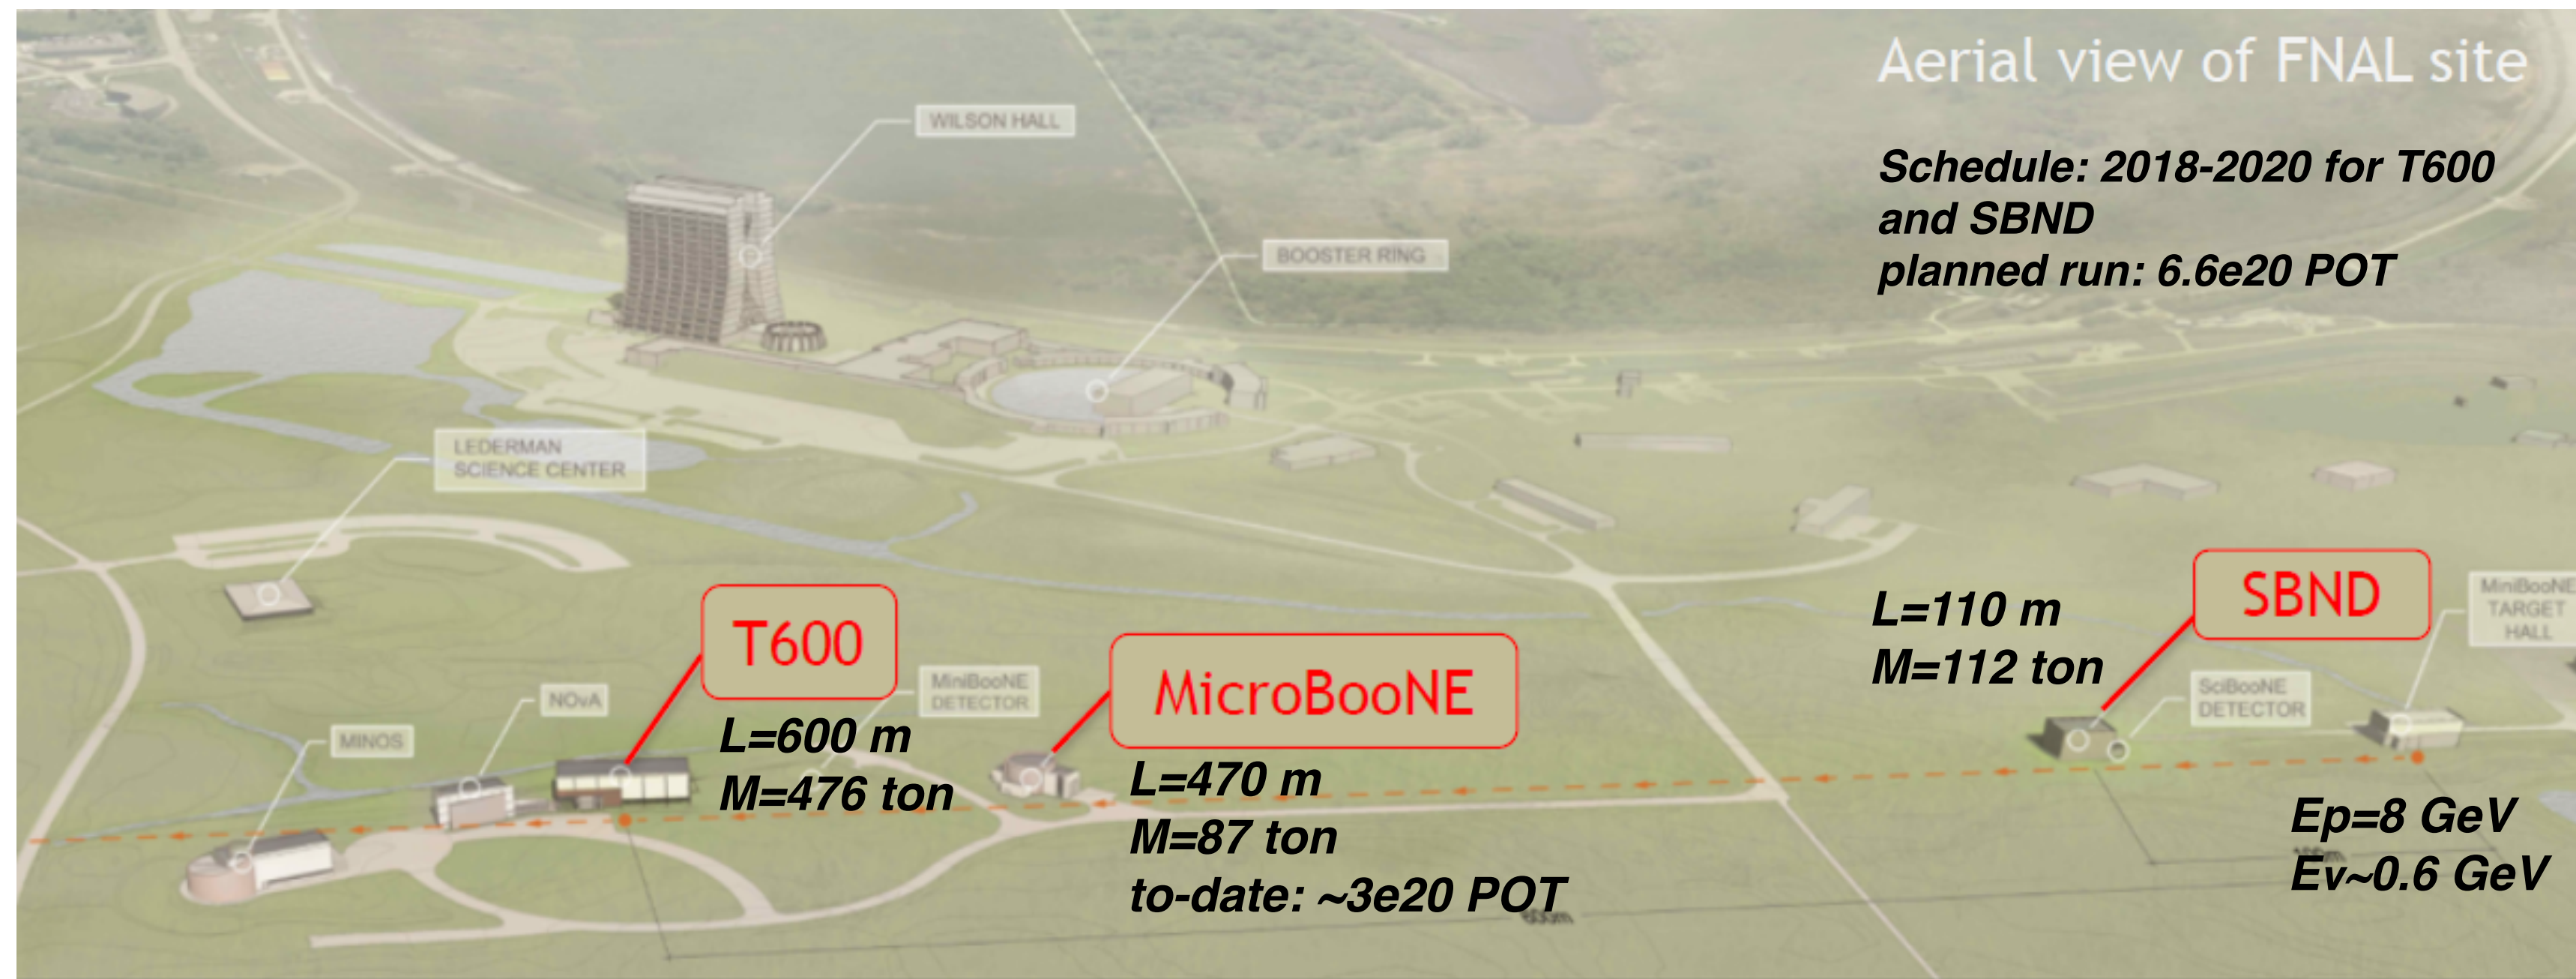 Aerial view of FNAL site
Schedule: 2018-2020 for T600
and SBND
planned run: 6.6e20 POT
WILSON HALL
BOOSTER RING
LEDERMAN
SCIENCE CENTER
T600
L=600 m
M=476 ton
MiniBooNE
DETECTOR
NOvA
MINOS
MicroBooNE
L=470 m
M=87 ton
to-date: ~3e20 POT
600m
L=110 m
M=112 ton
SBND
SciBooNE
DETECTOR
MiniBooNE
TARGET
HALL
Ep=8 GeV
Ev~0.6 GeV